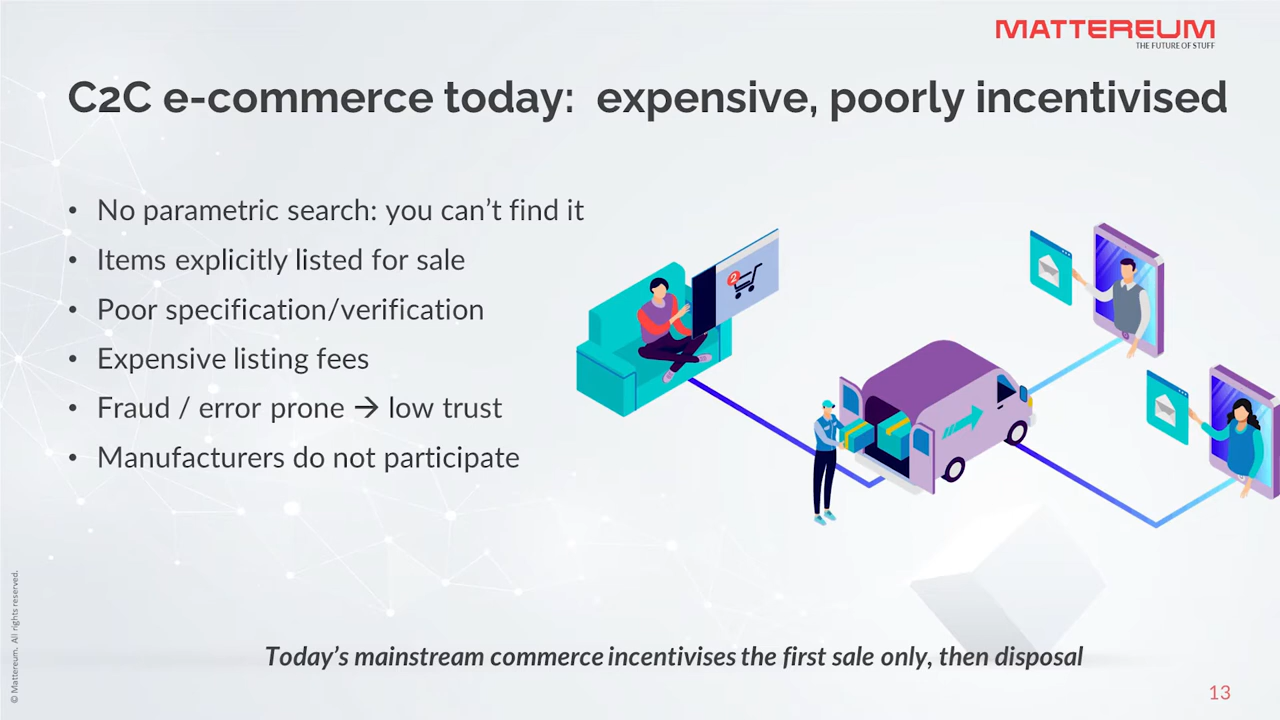 MATTEREUM
THE FUTURE OF STUFF
C2C e-commerce today:  expensive, poorly incentivised
• No parametric search: you can’t find it
• Items explicitly listed for sale
• Poor specification/verification
• Expensive listing fees
• Fraud / error prone → low trust
• Manufacturers do not participate
2
Today’s mainstream commerce incentivises the first sale only, then disposal
© Mattereum. All rights reserved.
13